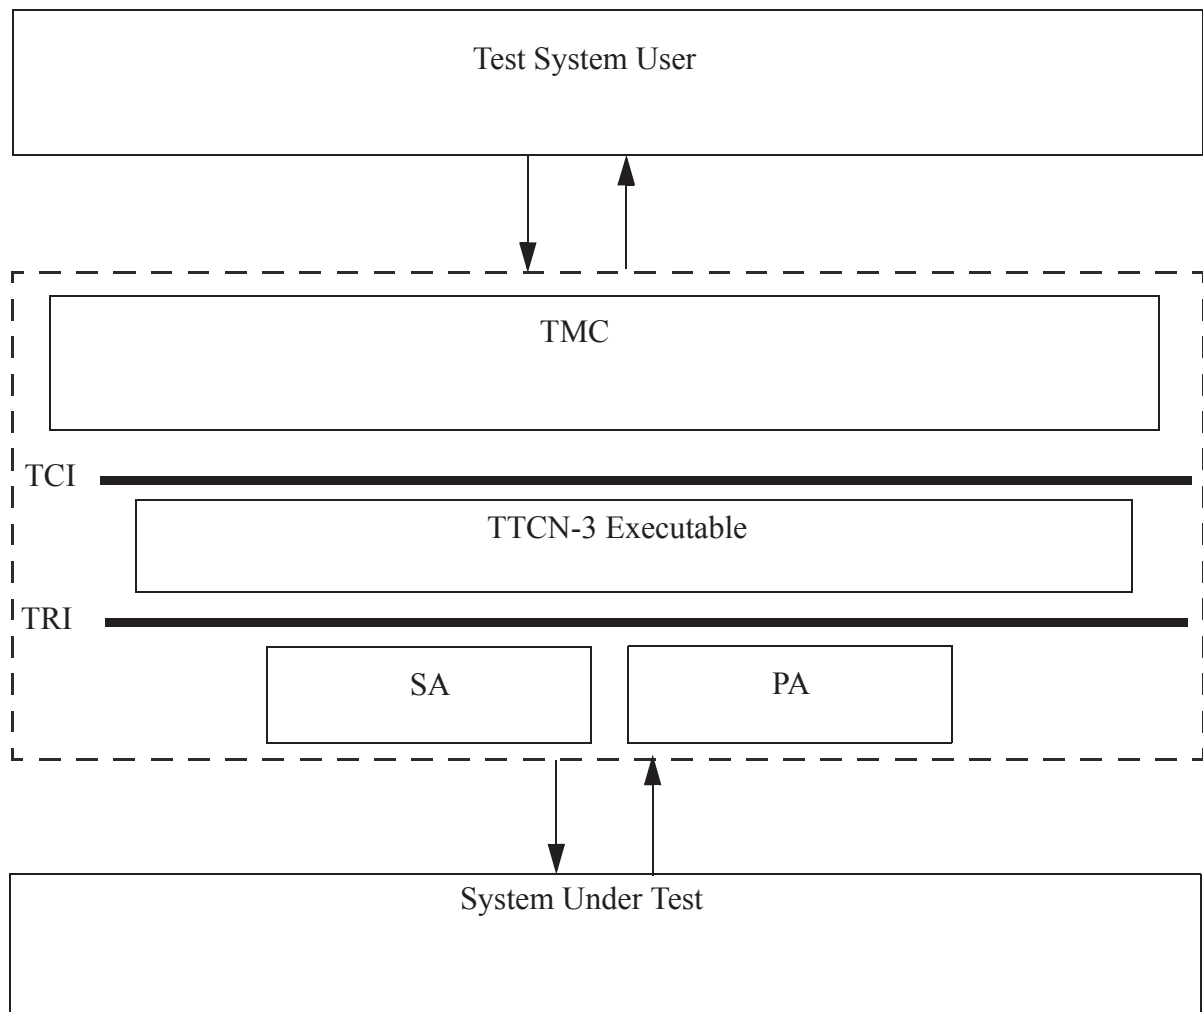 Test System User
TMC
TCI
TTCN-3 Executable
TRI
SA
PA
System Under Test